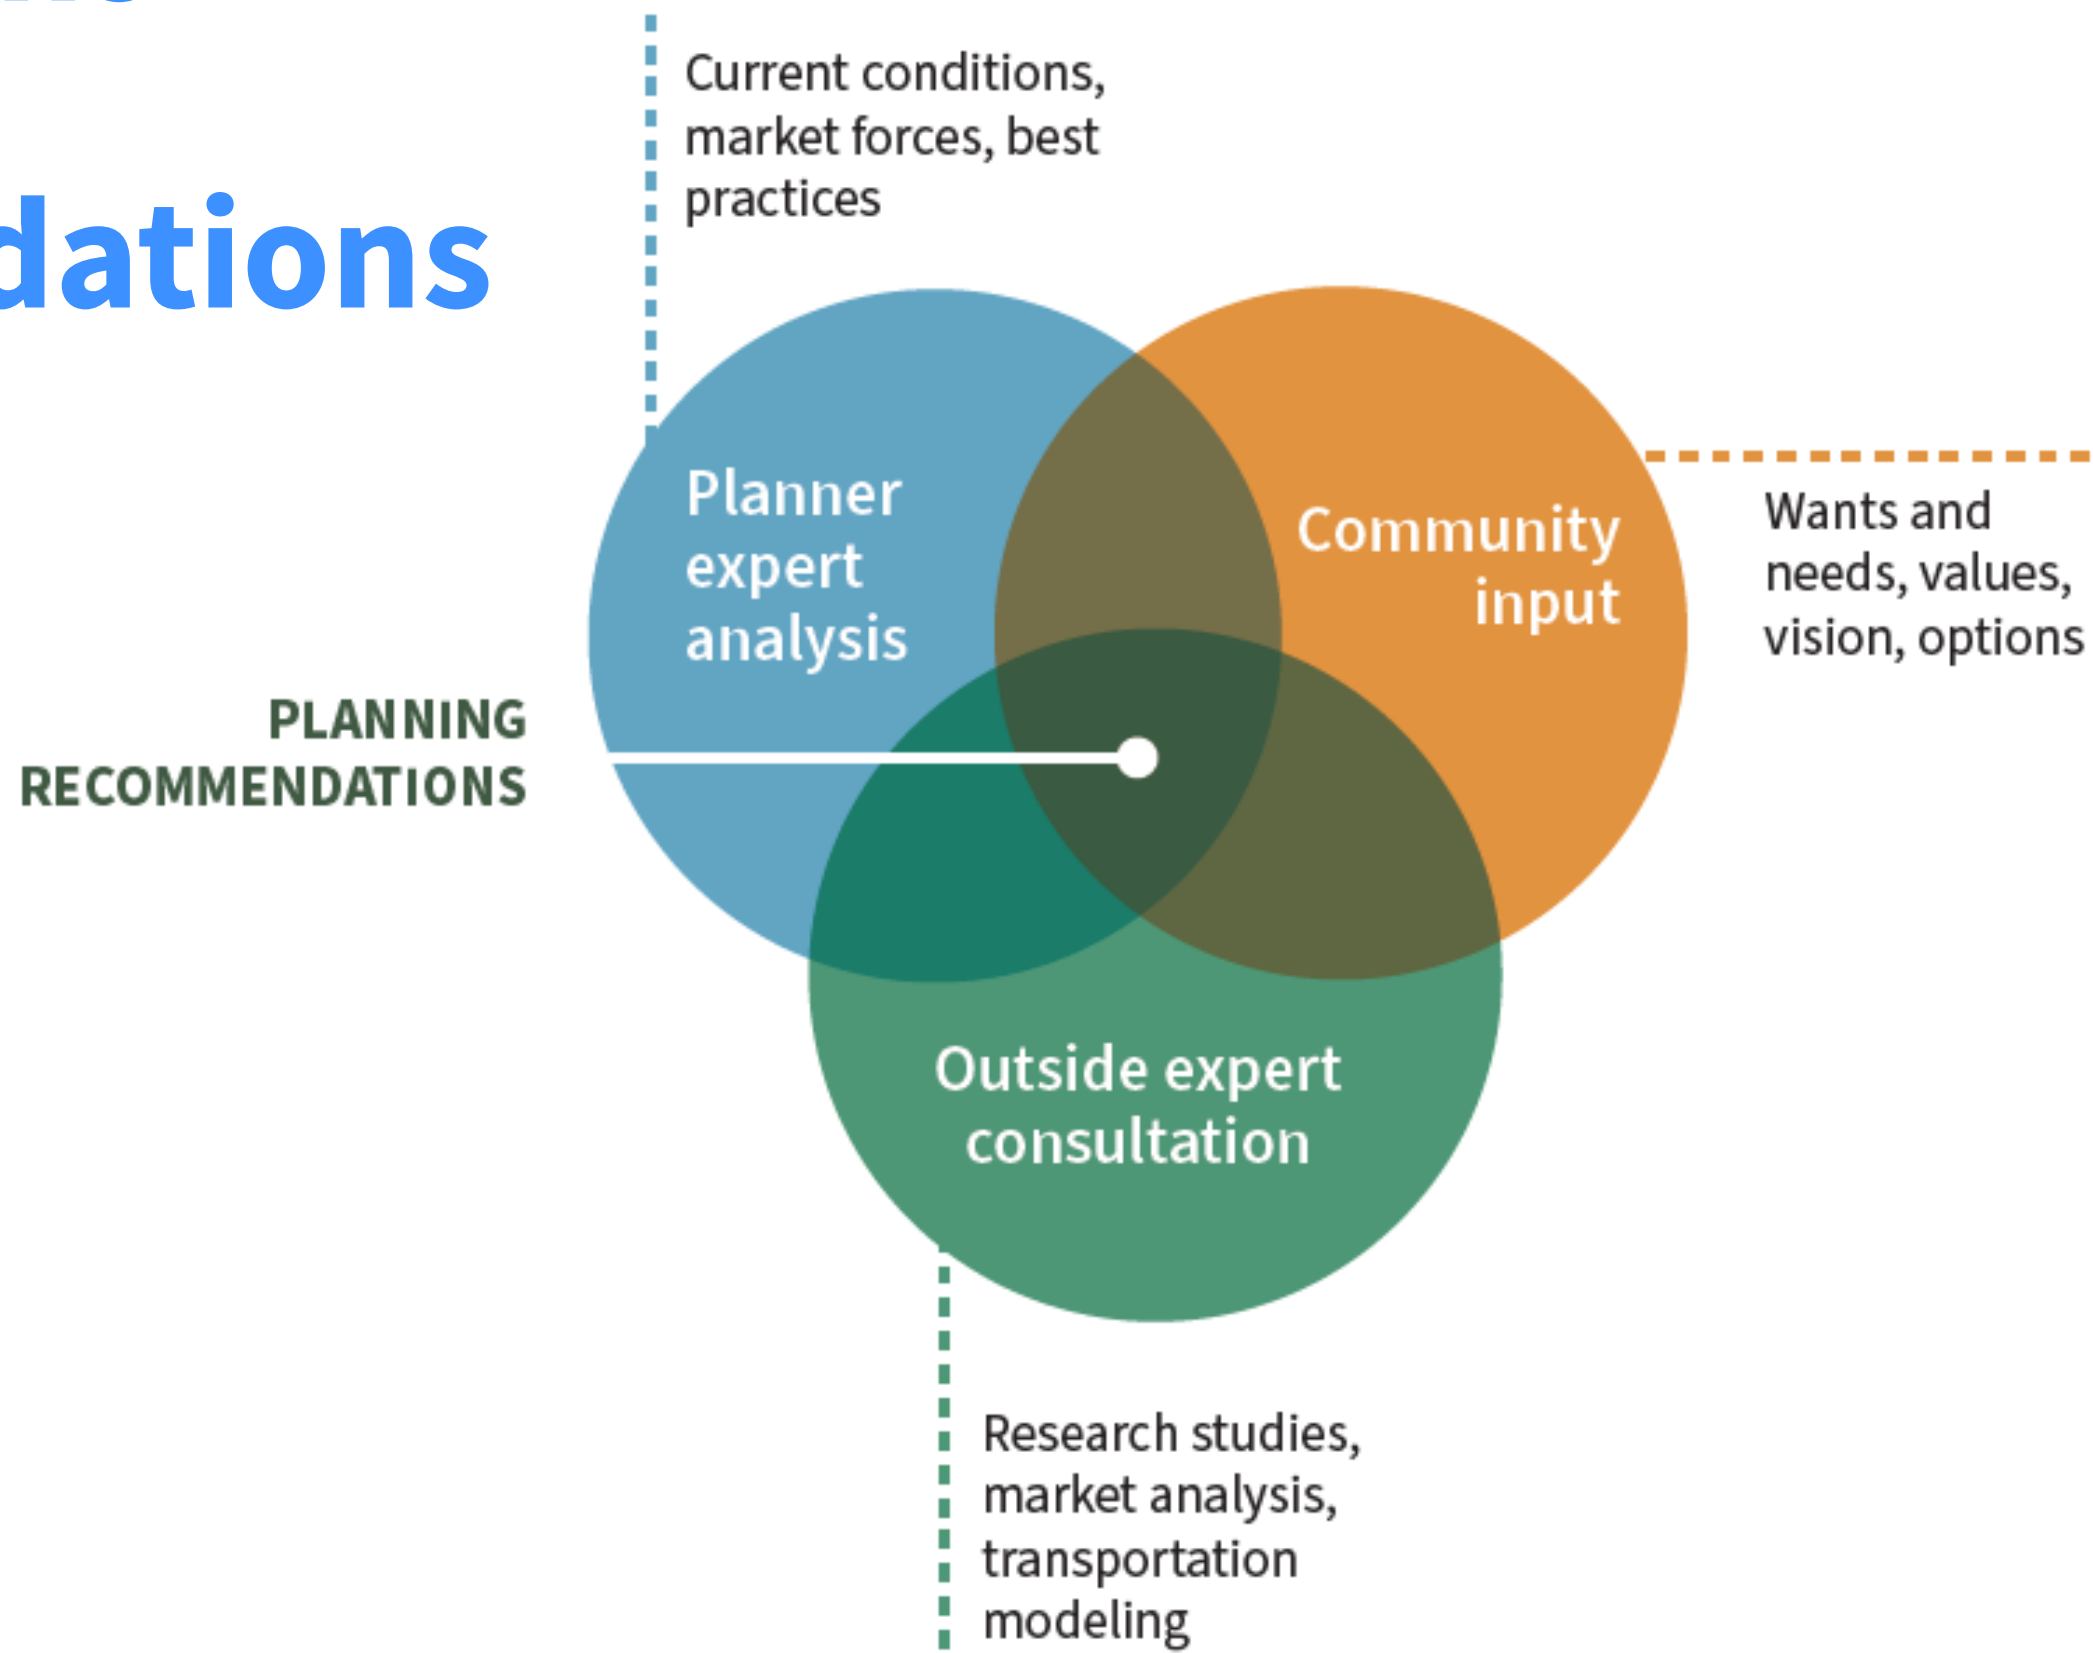 Current conditions,
market forces, best
practices
dations
Planner
expert
analysis
Community
input
Wants and
needs, values,
vision, options
PLANNING
RECOMMENDATIONS
Outside expert
consultation
Research studies,
market analysis,
transportation
modeling